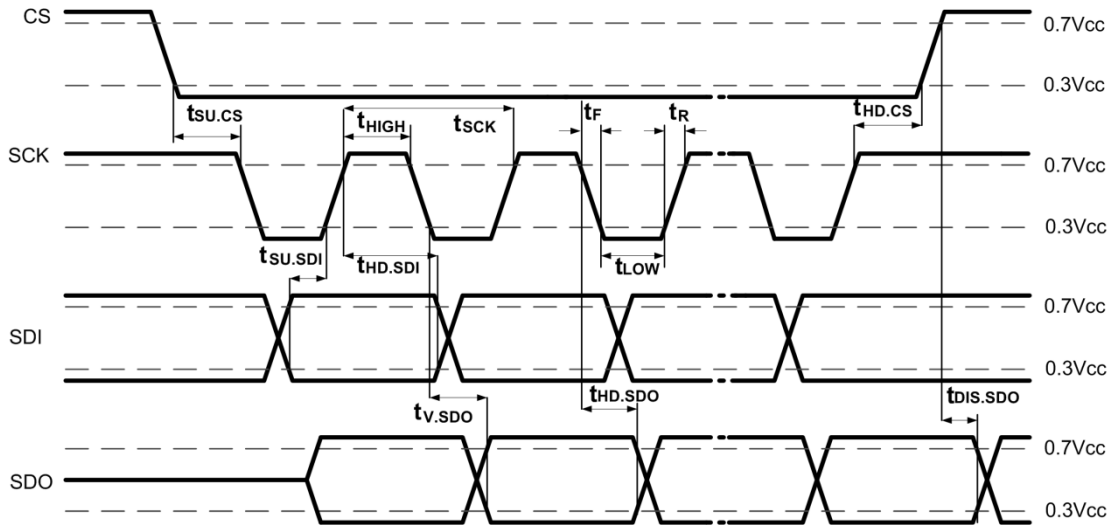 CS
0.7Vcc
0.3Vcc
tSU.CS
tHIGH
tSCK
tF
tR
tHD.CS
SCK
0.7Vcc
0.3Vcc
tSU.SDI
tHD.SDI
tLOW
SDI
0.7Vcc
0.3Vcc
tV.SDO
tHD.SDO
tDIS.SDO
SDO
0.7Vcc
0.3Vcc